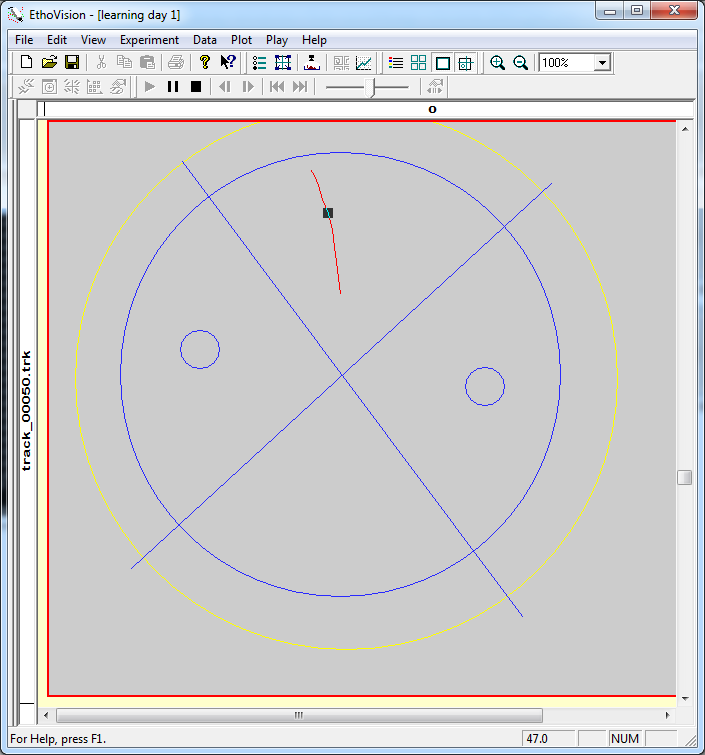 EthoVision - [learning day 1]
File Edit View Experiment Data Plot Play Help
100%
O
track_00050.trk
For Help, press F1.
47.0
NUM